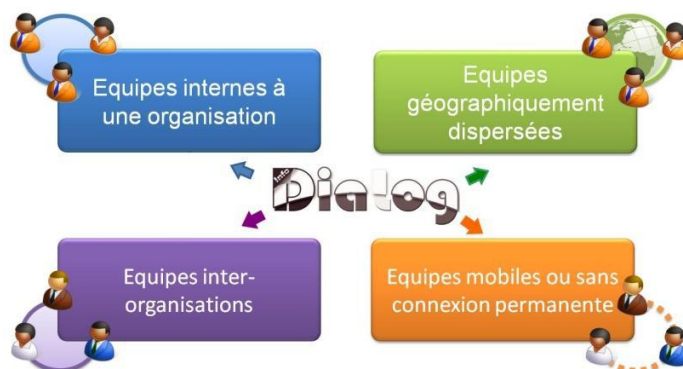 Equipes internes à
une organisation
Equipes
géographiquement
dispersées
Info
Dialog
Equipes inter-
organisations
Equipes mobiles ou sans
connexion permanente